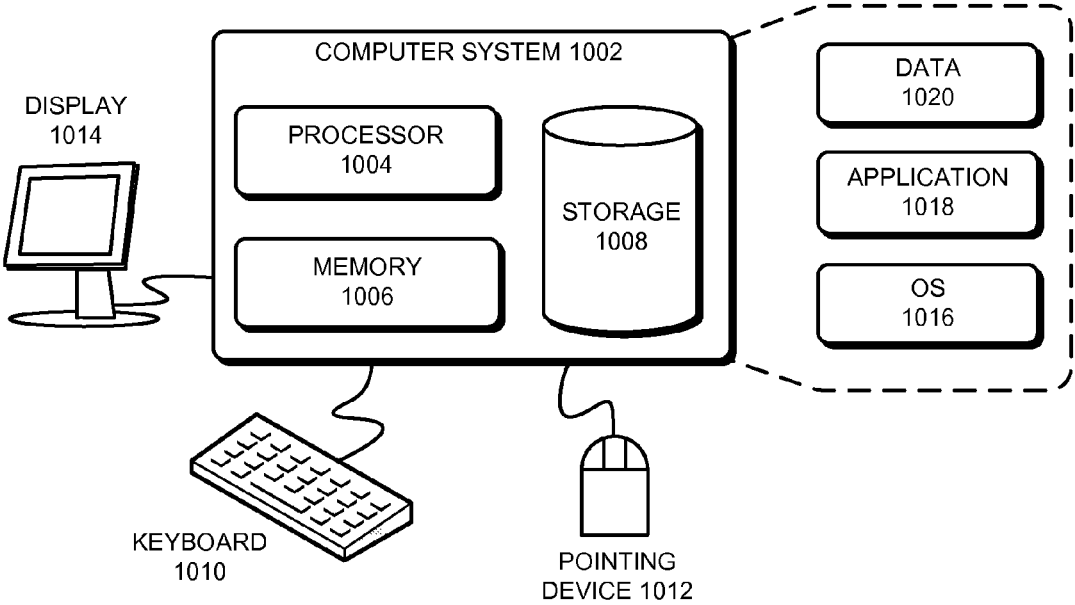 COMPUTER SYSTEM 1002
DISPLAY
1014
PROCESSOR
1004
MEMORY
1006
STORAGE
1008
DATA
1020
APPLICATION
1018
OS
1016
KEYBOARD
1010
POINTING
DEVICE 1012